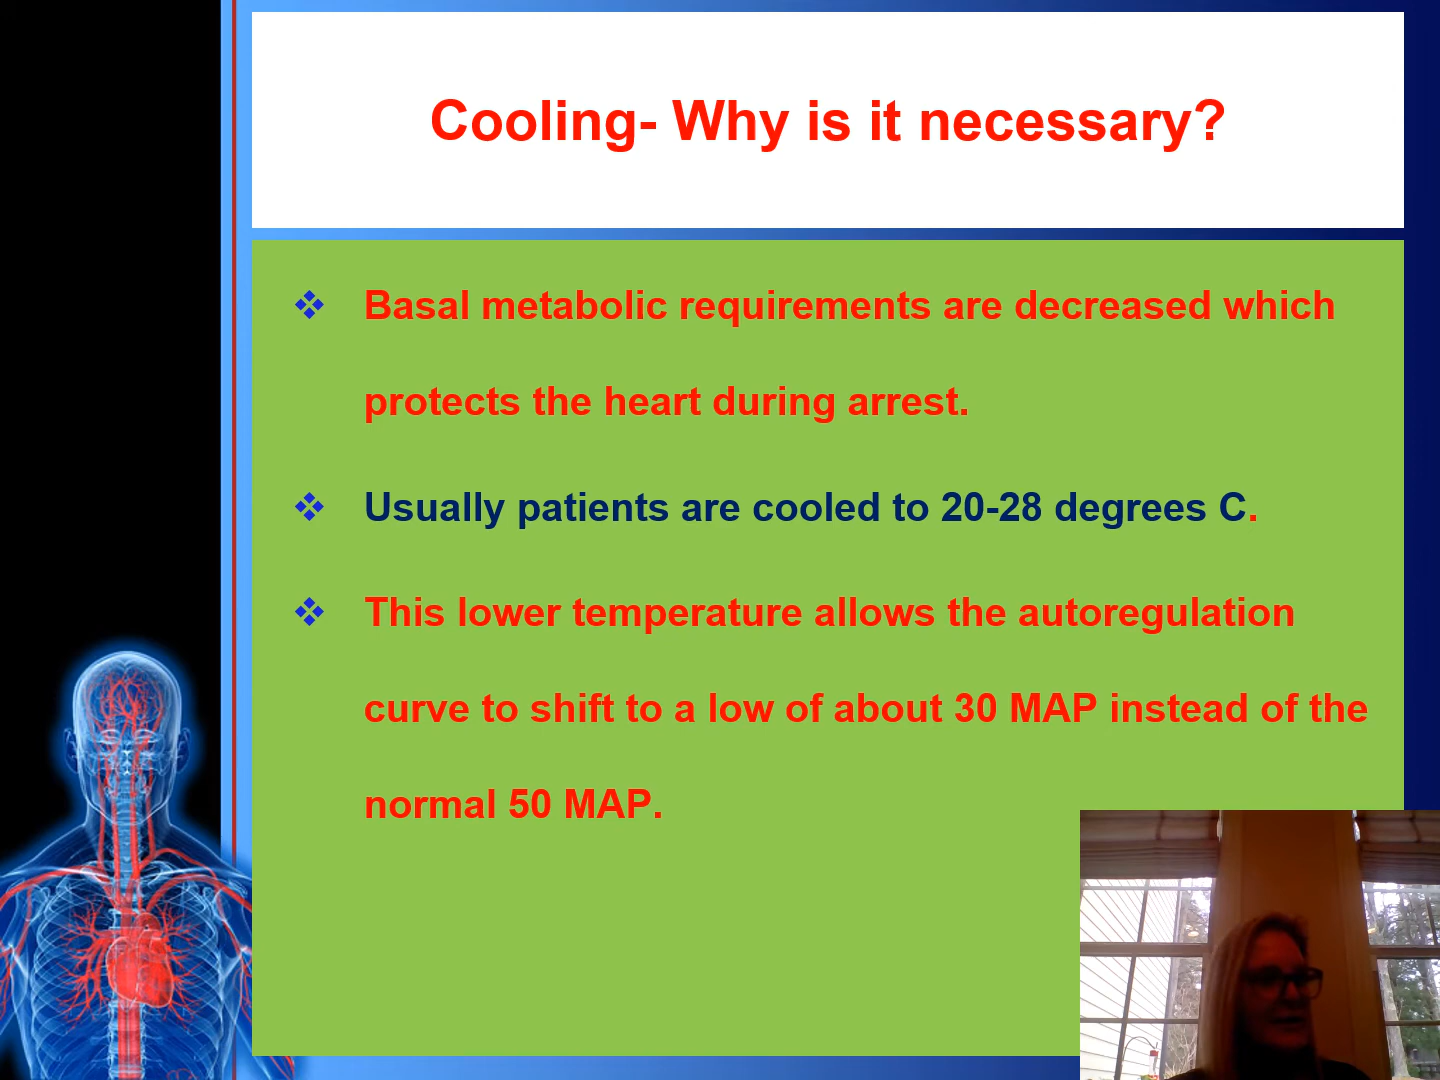 Cooling- Why is it necessary?
Basal metabolic requirements are decreased which
protects the heart during arrest.
Usually patients are cooled to 20-28 degrees C.
This lower temperature allows the autoregulation
curve to shift to a low of about 30 MAP instead of the
normal 50 MAP.